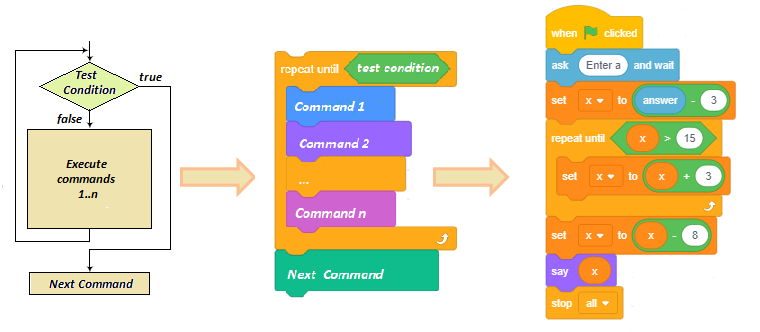 Test
Condition
true
false
Execute
commands
1..n
Next Command
repeat until test condition
Command 1
Command 2
...
Command n
Next Command
when clicked
ask Enter a and wait
set x to answer - 3
repeat until x > 15
set x to x + 3
set x to x - 8
say x
stop all